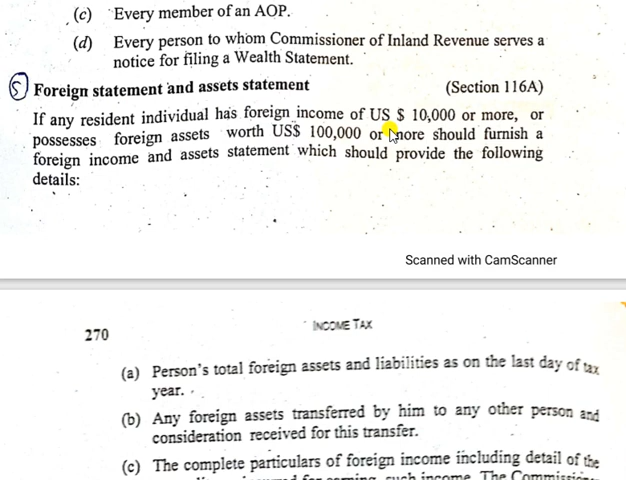 (c) Every member of an AOP.
(d) Every person to whom Commissioner of Inland Revenue serves a
notice for filing a Wealth Statement.
5 Foreign statement and assets statement (Section 116A)
If any resident individual has foreign income of US $ 10,000 or more, or
possesses foreign assets worth US$ 100,000 or more should furnish a
foreign income and assets statement which should provide the following
details:
Scanned with CamScanner
270 INCOME TAX
(a) Person's total foreign assets and liabilities as on the last day of tax
year.
(b) Any foreign assets transferred by him to any other person and
consideration received for this transfer.
(c) The complete particulars of foreign income including detail of the
for earning such income. The